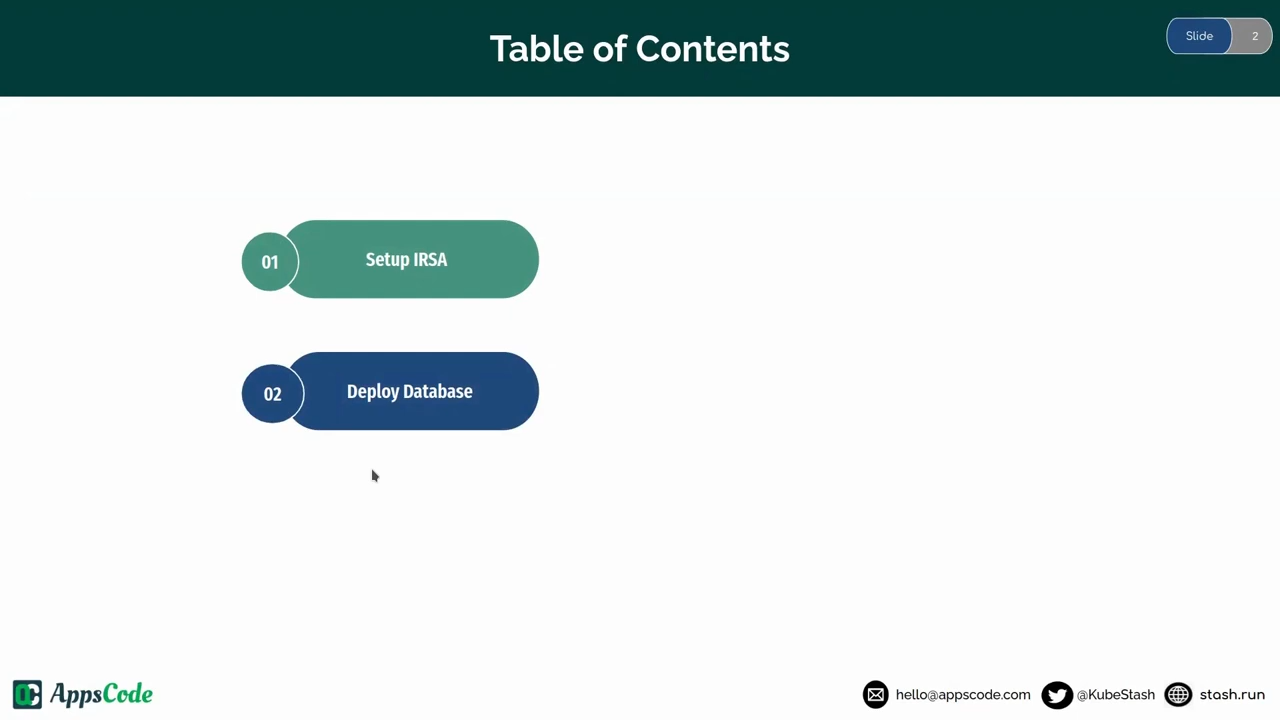 Table of Contents
Slide 2
01 Setup IRSA
02 Deploy Database
AppsCode
hello@appscode.com @KubeStash stash.run